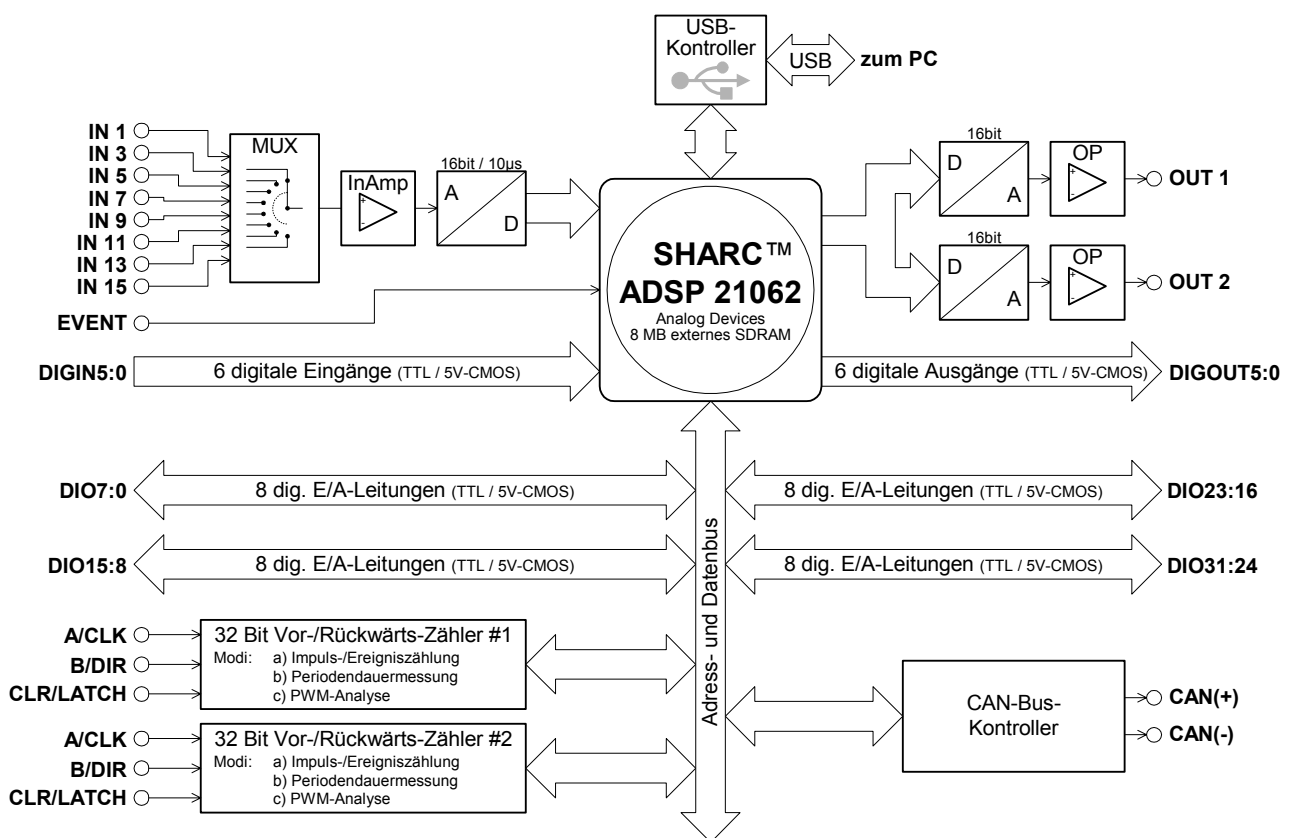 USB-
Kontroller
USB
zum PC
IN 1
IN 3
IN 5
IN 7
IN 9
IN 11
IN 13
IN 15
MUX
InAmp
+
-
16bit / 10µs
A
D
SHARC™
ADSP 21062
Analog Devices
8 MB externes SDRAM
16bit
D
A
OP
+
-
OUT 1
16bit
D
A
OP
+
-
OUT 2
EVENT
DIGIN5:0
6 digitale Eingänge (TTL / 5V-CMOS)
6 digitale Ausgänge (TTL / 5V-CMOS)
DIGOUT5:0
DIO7:0
8 dig. E/A-Leitungen (TTL / 5V-CMOS)
8 dig. E/A-Leitungen (TTL / 5V-CMOS)
DIO23:16
DIO15:8
8 dig. E/A-Leitungen (TTL / 5V-CMOS)
8 dig. E/A-Leitungen (TTL / 5V-CMOS)
DIO31:24
Adress- und Datenbus
A/CLK
B/DIR
CLR/LATCH
32 Bit Vor-/Rückwärts-Zähler #1
Modi: a) Impuls-/Ereigniszählung
b) Periodendauermessung
c) PWM-Analyse
A/CLK
B/DIR
CLR/LATCH
32 Bit Vor-/Rückwärts-Zähler #2
Modi: a) Impuls-/Ereigniszählung
b) Periodendauermessung
c) PWM-Analyse
CAN-Bus-
Kontroller
CAN(+)
CAN(-)